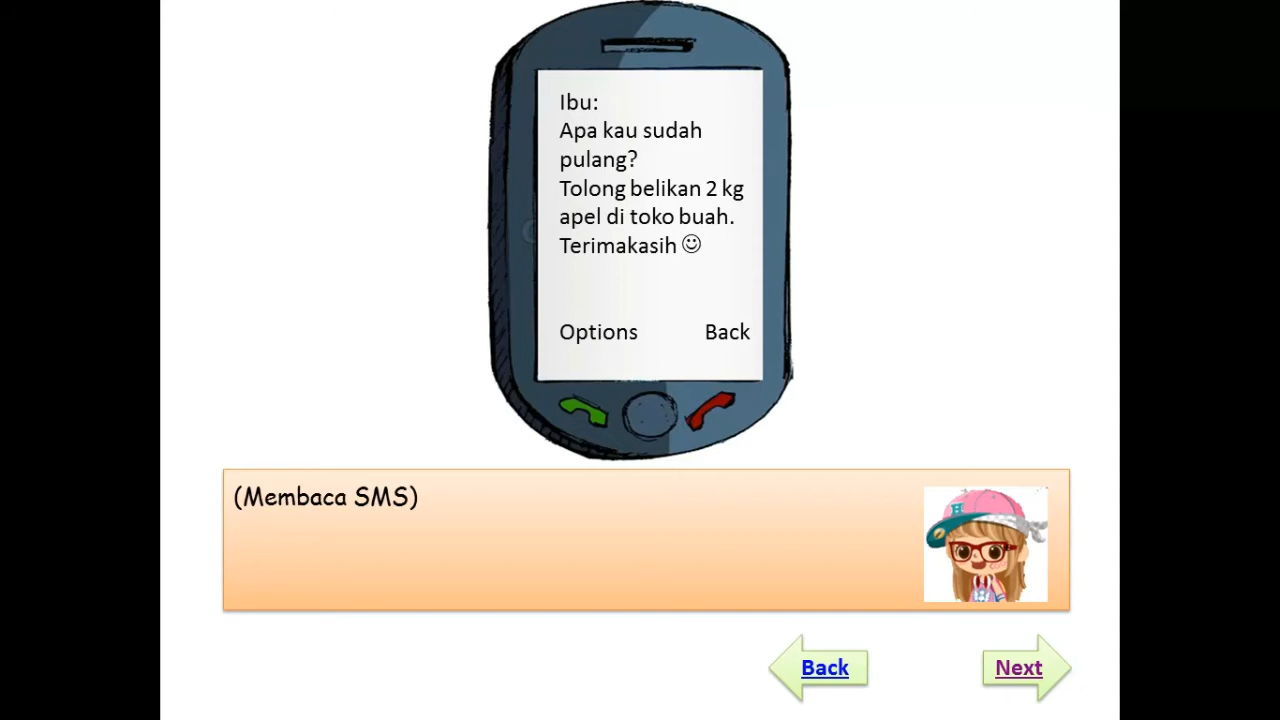 Ibu:
Apa kau sudah
pulang?
Tolong belikan 2 kg
apel di toko buah.
Terimakasih ☺
Options Back
(Membaca SMS)
H
Back Next